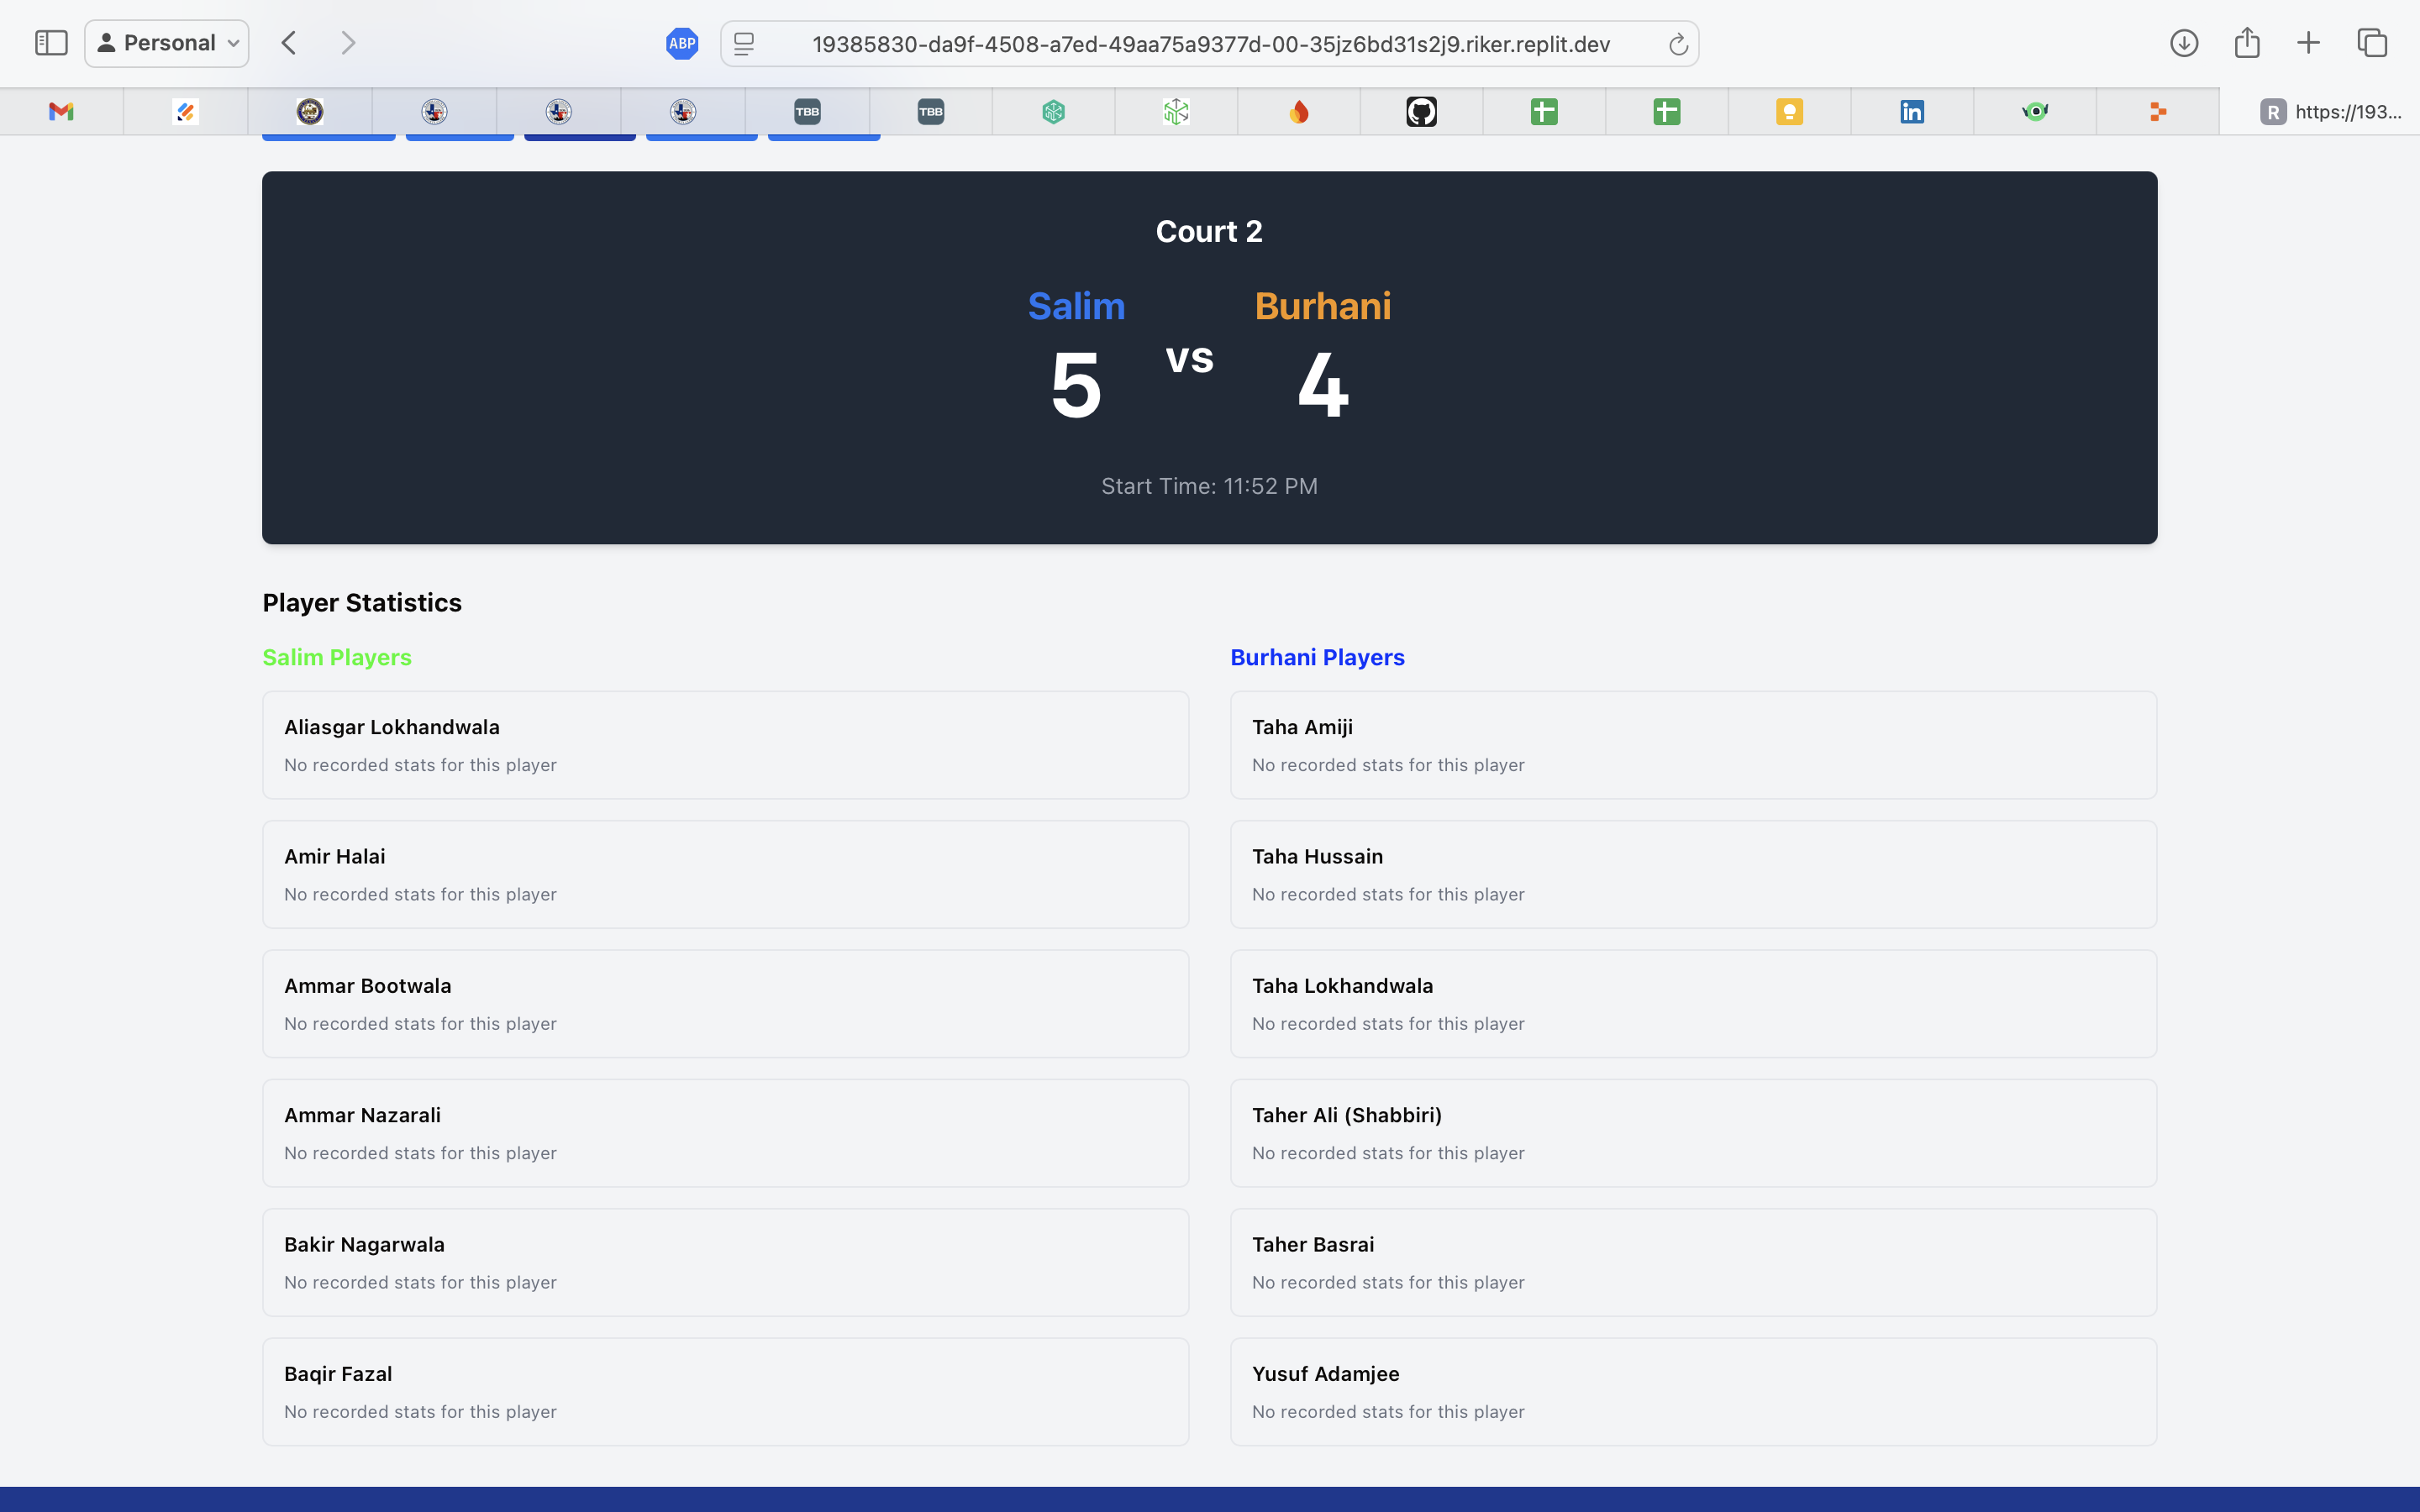 Personal
ABP
19385830-da9f-4508-a7ed-49aa75a9377d-00-35jz6bd31s2j9.riker.replit.dev
TBB
TBB
in
R https://193...
Court 2
Salim vs Burhani
5 4
Start Time: 11:52 PM
Player Statistics
Salim Players
Aliasgar Lokhandwala
No recorded stats for this player
Amir Halai
No recorded stats for this player
Ammar Bootwala
No recorded stats for this player
Ammar Nazarali
No recorded stats for this player
Bakir Nagarwala
No recorded stats for this player
Baqir Fazal
No recorded stats for this player
Burhani Players
Taha Amiji
No recorded stats for this player
Taha Hussain
No recorded stats for this player
Taha Lokhandwala
No recorded stats for this player
Taher Ali (Shabbiri)
No recorded stats for this player
Taher Basrai
No recorded stats for this player
Yusuf Adamjee
No recorded stats for this player